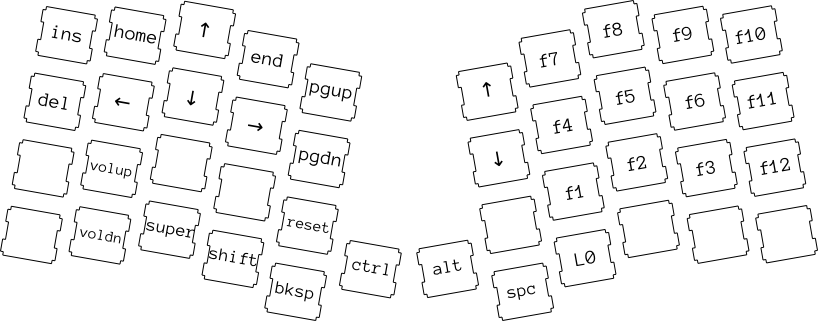 ins home ↑ end pgup ↑ f7 f8 f9 f10
del ← ↓ → pgdn ↓ f4 f5 f6 f11
volup reset f1 f2 f3 f12
voldn super shift bksp ctrl alt spc L0